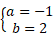 a = −1
b = 2